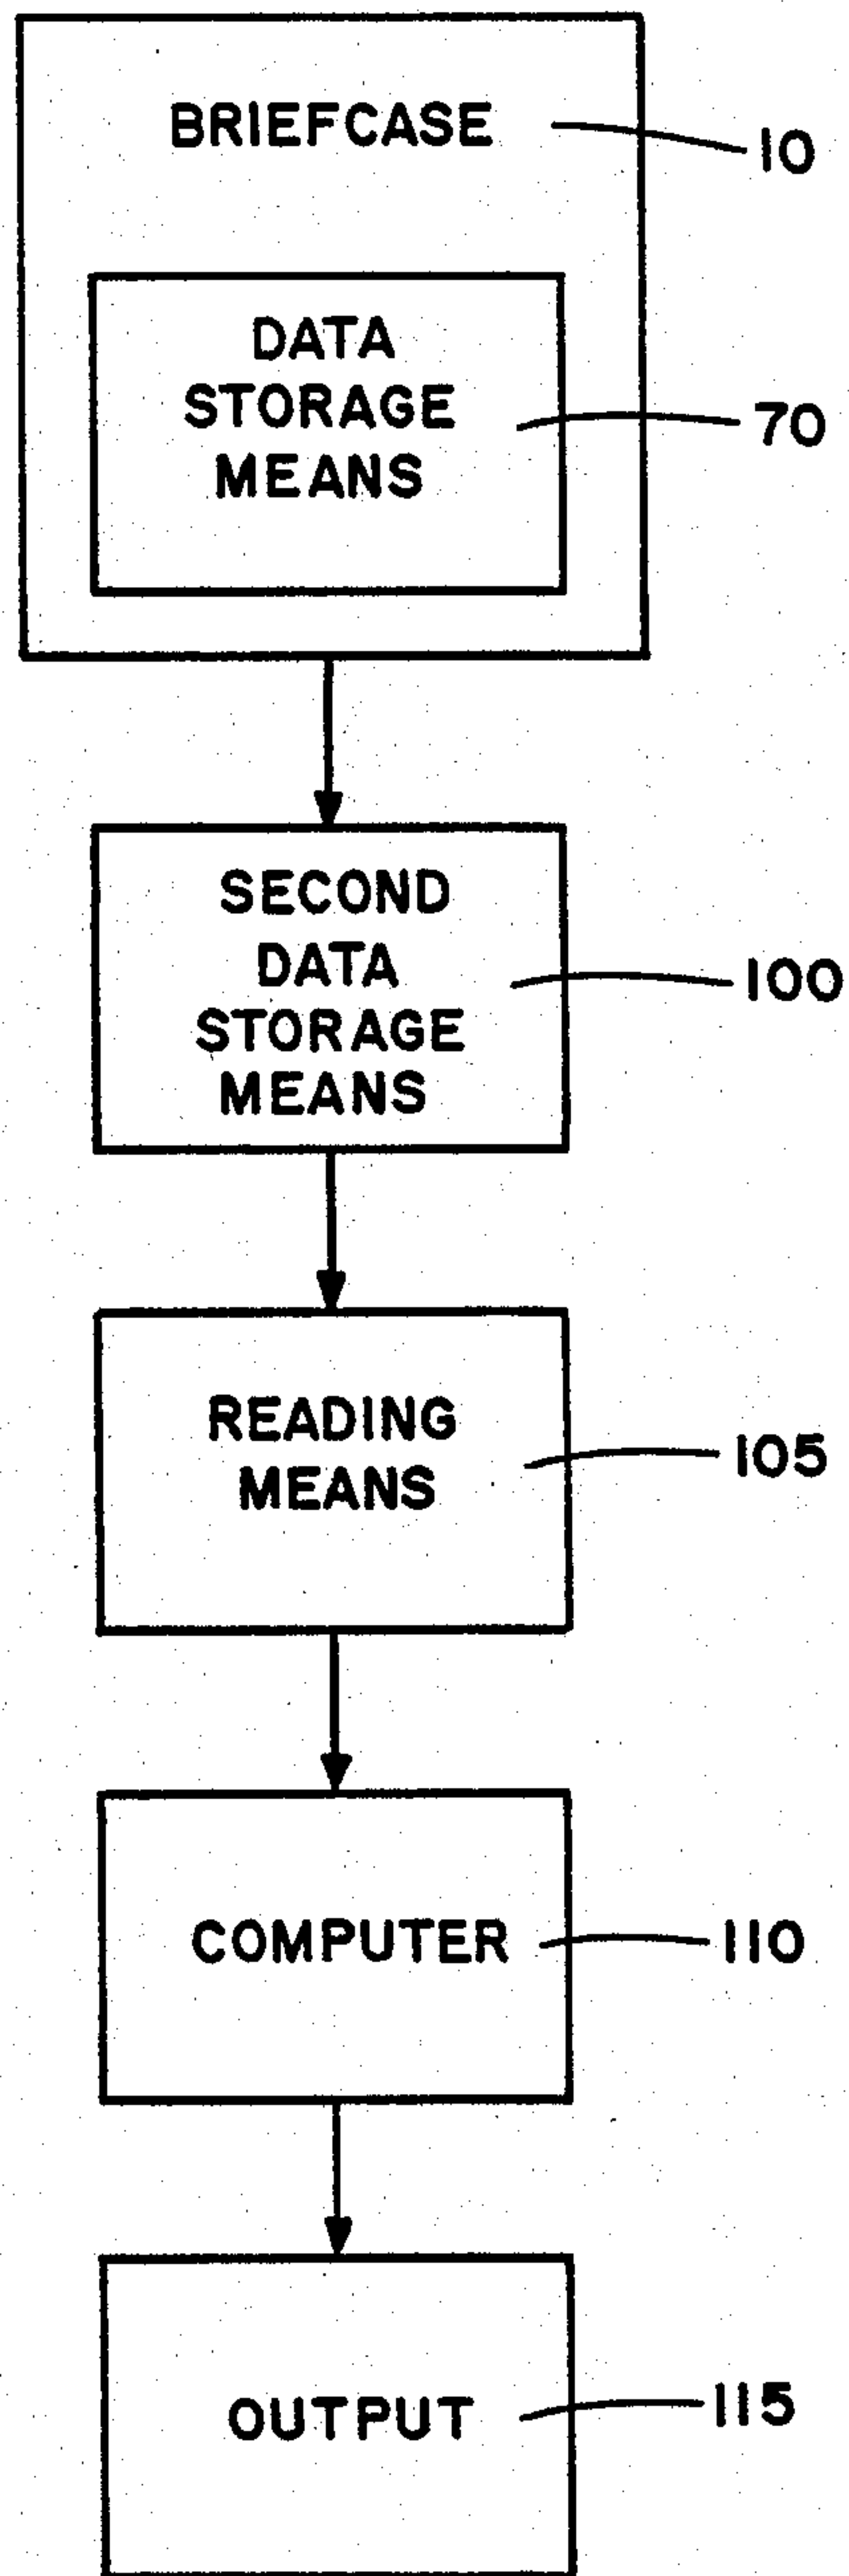 BRIEFCASE
10
DATA
STORAGE
MEANS
70
SECOND
DATA
STORAGE
MEANS
100
READING
MEANS
105
COMPUTER
110
OUTPUT
115